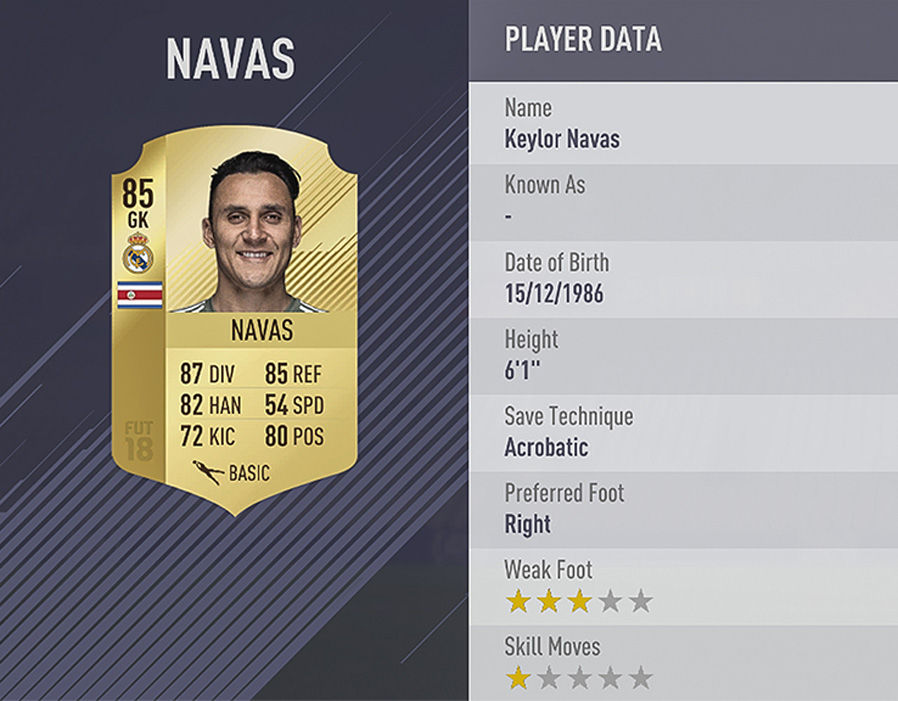 NAVAS
85
GK
NAVAS
87 DIV 85 REF
82 HAN 54 SPD
72 KIC 80 POS
FUT
18
BASIC
PLAYER DATA
Name
Keylor Navas
Known As
-
Date of Birth
15/12/1986
Height
6'1"
Save Technique
Acrobatic
Preferred Foot
Right
Weak Foot
Skill Moves